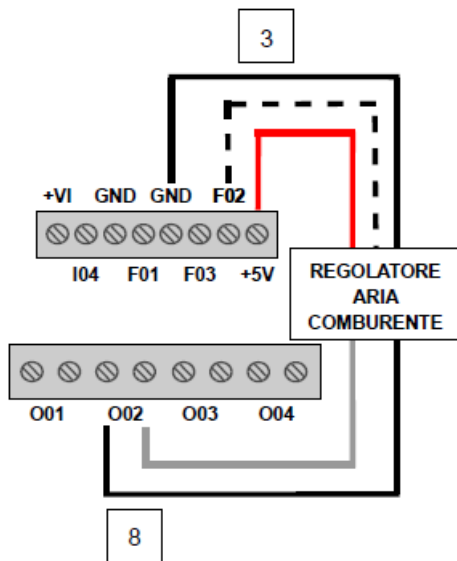 3
+VI GND GND F02
I04 F01 F03 +5V
REGOLATORE
ARIA
COMBURENTE
O01 O02 O03 O04
8